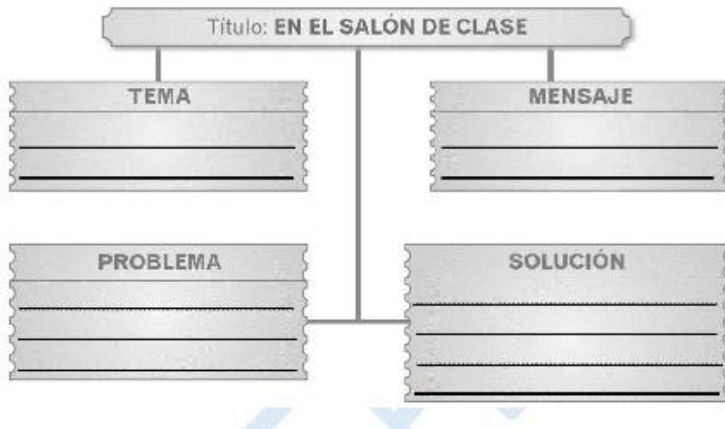 Título: EN EL SALÓN DE CLASE
TEMA
MENSAJE
PROBLEMA
SOLUCIÓN